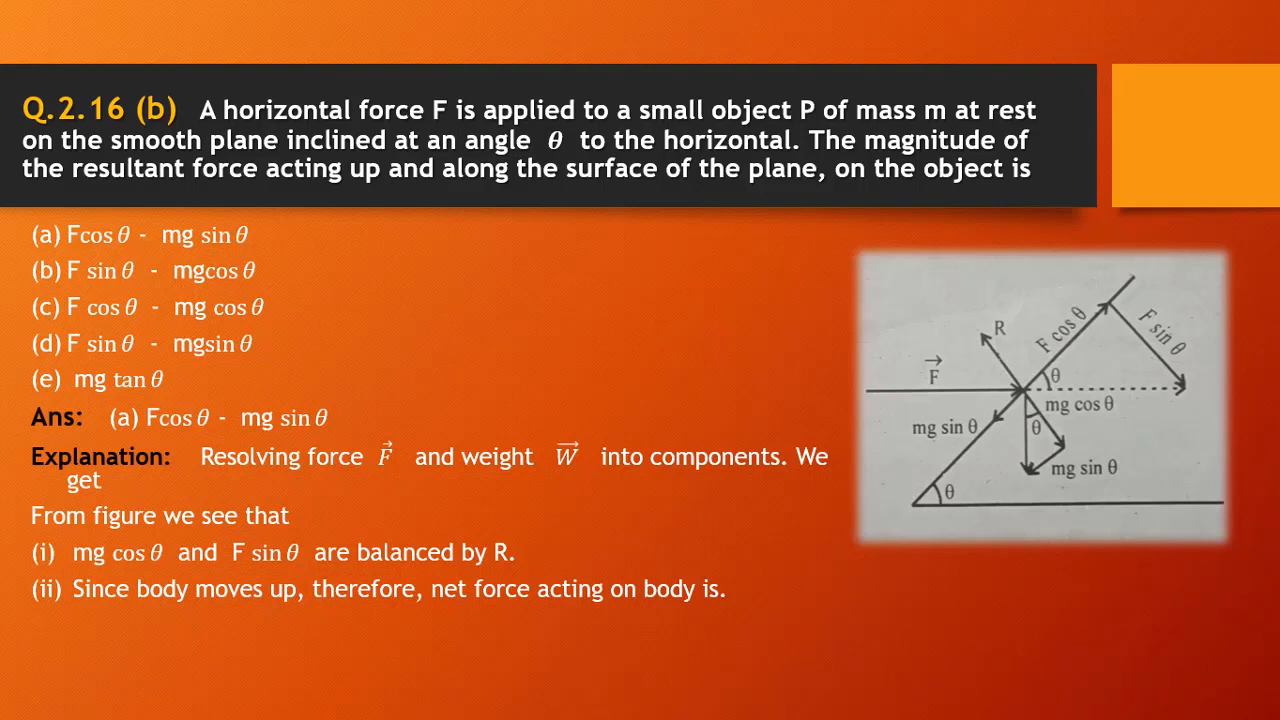 Q.2.16 (b) A horizontal force F is applied to a small object P of mass m at rest
on the smooth plane inclined at an angle θ to the horizontal. The magnitude of
the resultant force acting up and along the surface of the plane, on the object is
(a) Fcos θ - mg sin θ
(b) F sin θ - mgcos θ
(c) F cos θ - mg cos θ
(d) F sin θ - mgsin θ
(e) mg tan θ
Ans: (a) Fcos θ - mg sin θ
Explanation: Resolving force F⃗ and weight W⃗ into components. We
get
From figure we see that
(i) mg cos θ and F sin θ are balanced by R.
(ii) Since body moves up, therefore, net force acting on body is.
R
F cos θ
F sin θ
F⃗
θ
mg cos θ
mg sin θ
θ
mg sin θ
θ